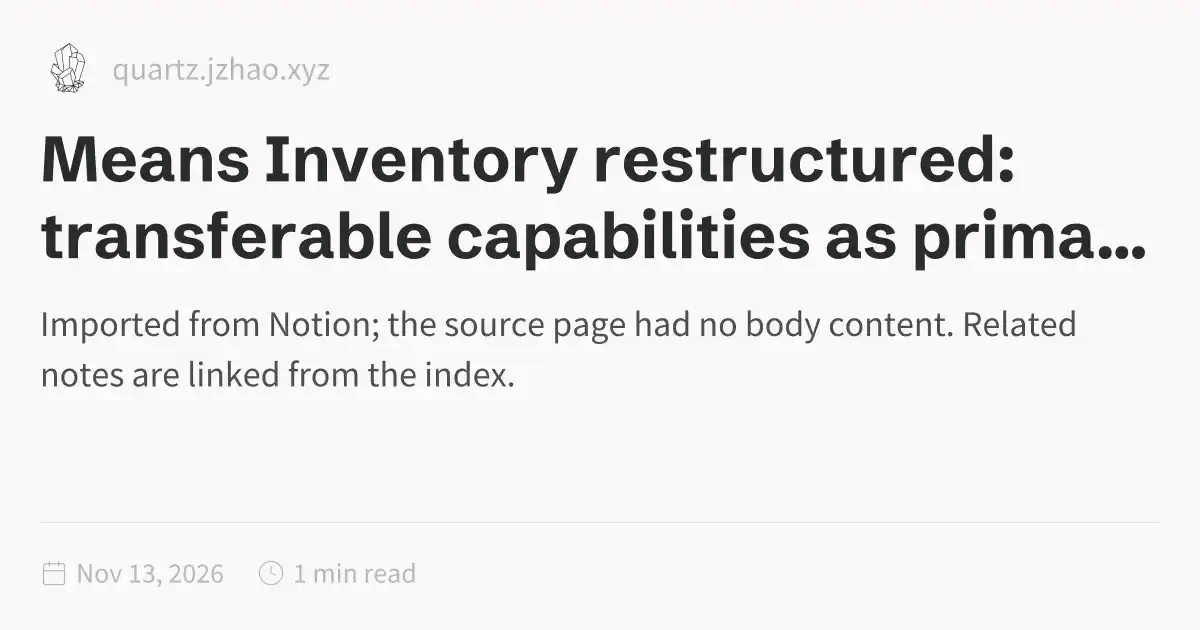 quartz.jzhao.xyz
Means Inventory restructured:
transferable capabilities as prima...
Imported from Notion; the source page had no body content. Related
notes are linked from the index.
Nov 13, 2026 1 min read